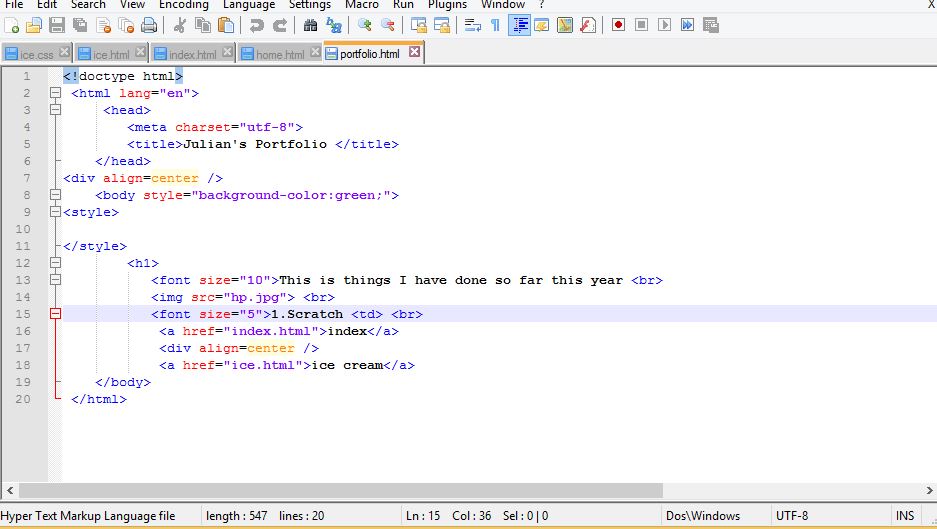 File Edit Search View Encoding Language Settings Macro Run Plugins Window ? X
ice.css ice.html index.html home.html portfolio.html
1 <!doctype html>
2 <html lang="en">
3 <head>
4 <meta charset="utf-8">
5 <title>Julian's Portfolio </title>
6 </head>
7 <div align=center />
8 <body style="background-color:green;">
9 <style>
10
11 </style>
12 <h1>
13 <font size="10">This is things I have done so far this year <br>
14 <img src="hp.jpg"> <br>
15 <font size="5">1.Scratch <td> <br>
16 <a href="index.html">index</a>
17 <div align=center />
18 <a href="ice.html">ice cream</a>
19 </body>
20 </html>
Hyper Text Markup Language file length : 547 lines : 20 Ln : 15 Col : 36 Sel : 0 | 0 Dos\Windows UTF-8 INS